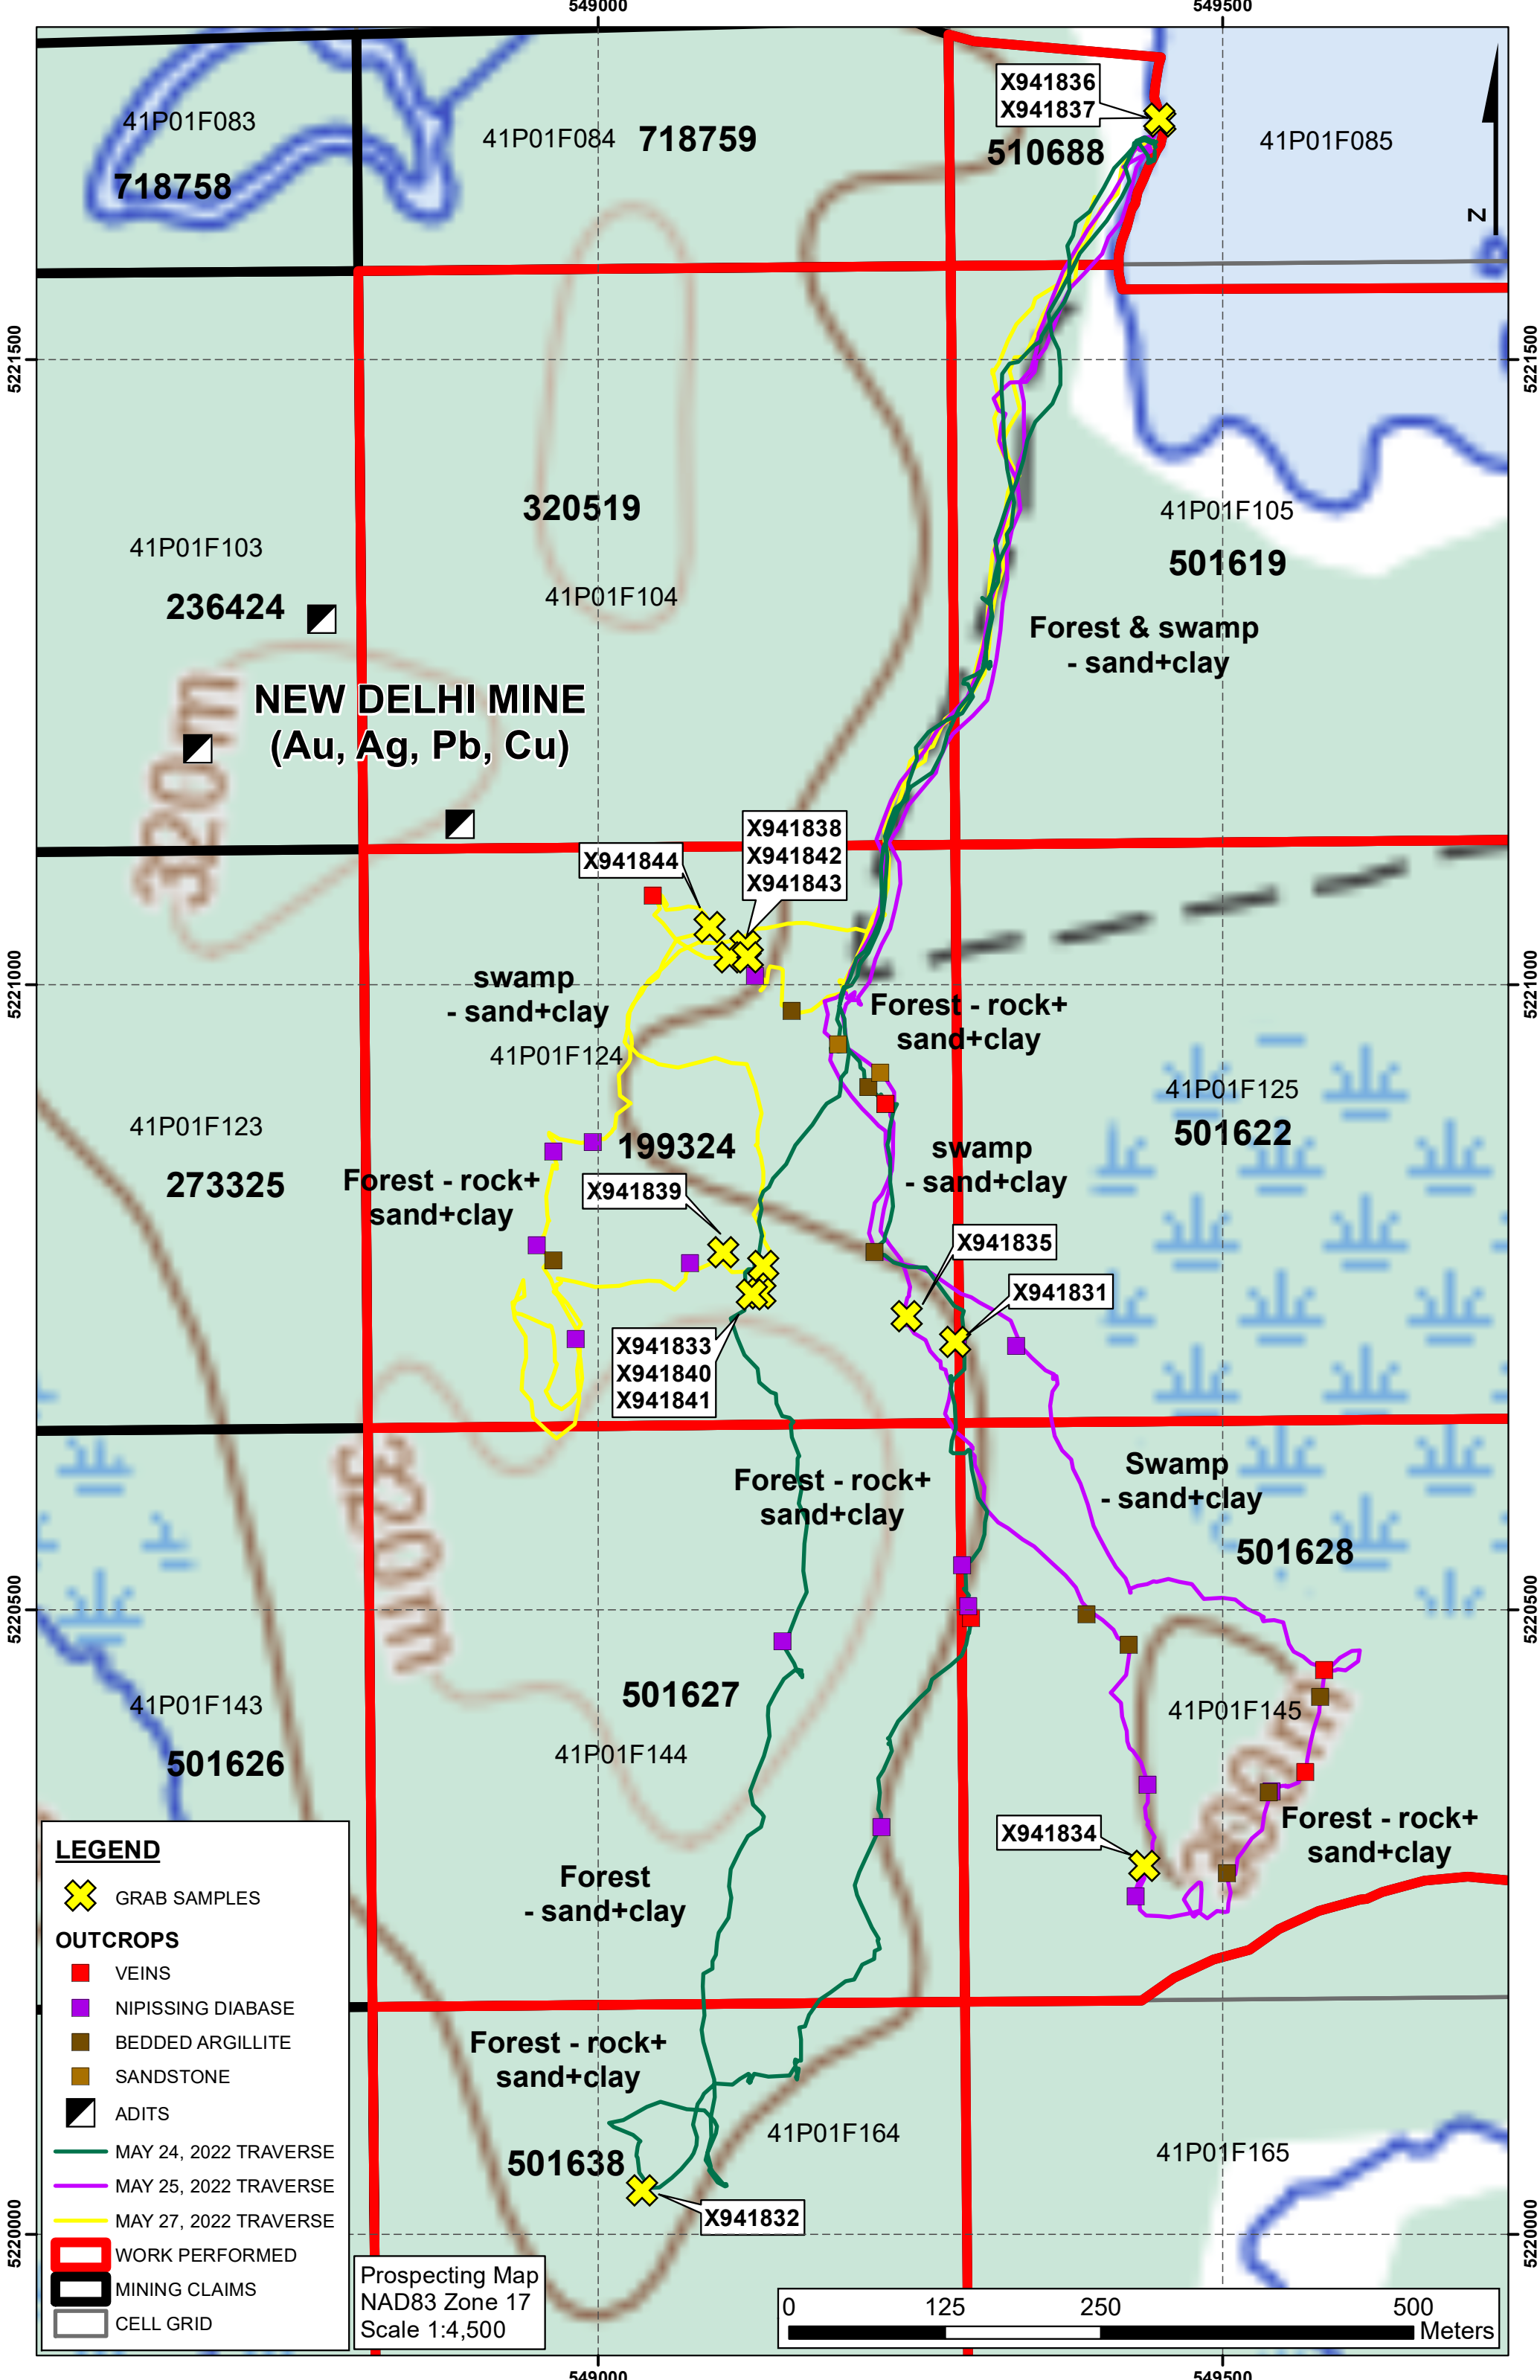 549000
549500
X941836
X941837
41P01F083
41P01F084
718759
510688
41P01F085
718758
N
5221500
5221500
320519
41P01F105
501619
41P01F103
236424
41P01F104
Forest & swamp
- sand+clay
320m
NEW DELHI MINE
(Au, Ag, Pb, Cu)
X941838
X941842
X941843
X941844
swamp
- sand+clay
5221000
5221000
Forest - rock+
sand+clay
41P01F124
41P01F125
501622
41P01F123
273325
199324
swamp
- sand+clay
Forest - rock+
sand+clay
X941839
X941835
X941831
X941833
X941840
X941841
320m
Forest - rock+
sand+clay
Swamp
- sand+clay
501628
5220500
5220500
501627
41P01F143
501626
41P01F144
41P01F145
300m
X941834
Forest - rock+
sand+clay
Forest
- sand+clay
Forest - rock+
sand+clay
41P01F164
41P01F165
501638
X941832
5220000
5220000
LEGEND
GRAB SAMPLES
OUTCROPS
VEINS
NIPISSING DIABASE
BEDDED ARGILLITE
SANDSTONE
ADITS
MAY 24, 2022 TRAVERSE
MAY 25, 2022 TRAVERSE
MAY 27, 2022 TRAVERSE
WORK PERFORMED
MINING CLAIMS
CELL GRID
Prospecting Map
NAD83 Zone 17
Scale 1:4,500
0 125 250 500
Meters
549000
549500